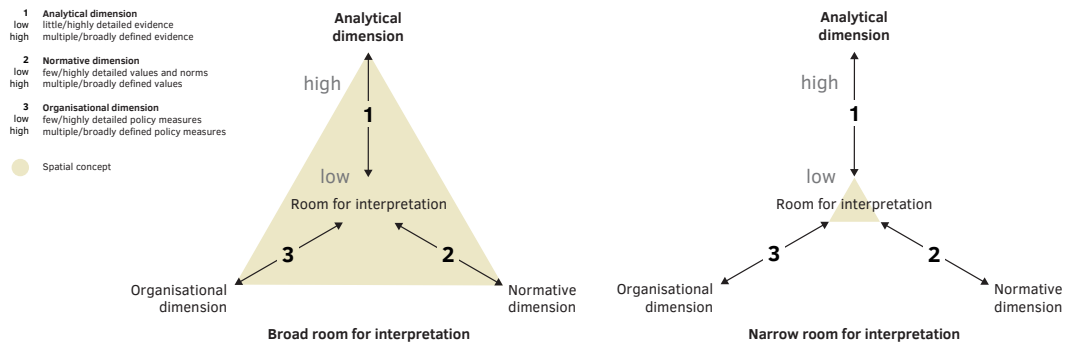 1 Analytical dimension
low little/highly detailed evidence
high multiple/broadly defined evidence
2 Normative dimension
low few/highly detailed values and norms
high multiple/broadly defined values
3 Organisational dimension
low few/highly detailed policy measures
high multiple/broadly defined policy measures
Spatial concept
Analytical
dimension
high
1
low
Room for interpretation
3
2
Organisational
dimension
Normative
dimension
Broad room for interpretation
Analytical
dimension
high
1
low
Room for interpretation
3
2
Organisational
dimension
Normative
dimension
Narrow room for interpretation